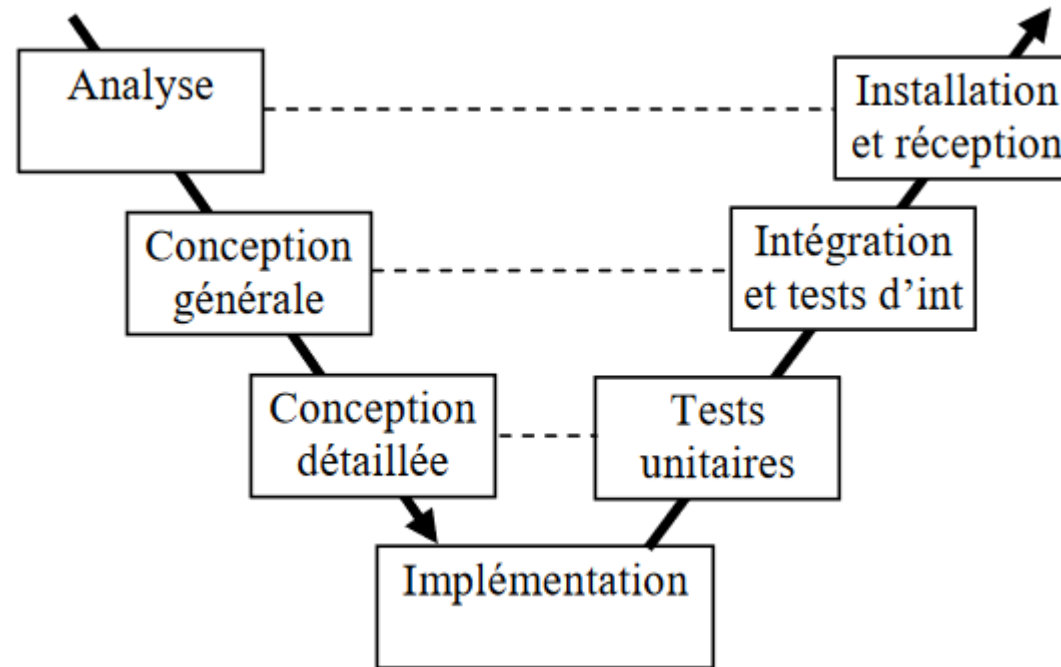 Analyse
Installation
et réception
Conception
générale
Intégration
et tests d’int
Conception
détaillée
Tests
unitaires
Implémentation